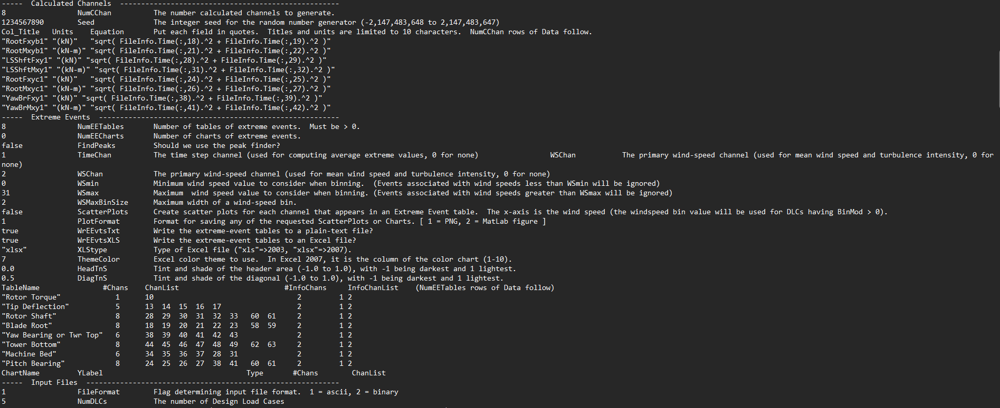 -----  Calculated Channels  ----------------------------------------------------
8                 NumCChan          The number calculated channels to generate.
1234567890        Seed              The integer seed for the random number generator (-2,147,483,648 to 2,147,483,647)
Col_Title   Units    Equation       Put each field in quotes.  Titles and units are limited to 10 characters.  NumCChan rows of Data follow.
"RootFxyb1" "(kN)"   "sqrt( FileInfo.Time(:,18).^2 + FileInfo.Time(:,19).^2 )"
"RootMxyb1" "(kN-m)" "sqrt( FileInfo.Time(:,21).^2 + FileInfo.Time(:,22).^2 )"
"LSShftFxy1" "(kN)" "sqrt( FileInfo.Time(:,28).^2 + FileInfo.Time(:,29).^2 )"
"LSShftMxy1" "(kN-m)" "sqrt( FileInfo.Time(:,31).^2 + FileInfo.Time(:,32).^2 )"
"RootFxyc1" "(kN)"   "sqrt( FileInfo.Time(:,24).^2 + FileInfo.Time(:,25).^2 )"
"RootMxyc1" "(kN-m)" "sqrt( FileInfo.Time(:,26).^2 + FileInfo.Time(:,27).^2 )"
"YawBrFxy1" "(kN)" "sqrt( FileInfo.Time(:,38).^2 + FileInfo.Time(:,39).^2 )"
"YawBrMxy1" "(kN-m)" "sqrt( FileInfo.Time(:,41).^2 + FileInfo.Time(:,42).^2 )"
-----  Extreme Events  ---------------------------------------------------------
8                 NumEETables       Number of tables of extreme events.  Must be > 0.
0                 NumEECharts       Number of charts of extreme events.
false             FindPeaks         Should we use the peak finder?
1                 TimeChan          The time step channel (used for computing average extreme values, 0 for none)                 WSChan           The primary wind-speed channel (used for mean wind speed and turbulence intensity, 0 for
none)
2                 WSChan            The primary wind-speed channel (used for mean wind speed and turbulence intensity, 0 for none)
0                 WSmin             Minimum wind speed value to consider when binning.  (Events associated with wind speeds less than WSmin will be ignored)
31                WSmax             Maximum  wind speed value to consider when binning. (Events associated with wind speeds greater than WSmax will be ignored)
2                 WSMaxBinSize      Maximum width of a wind-speed bin.
false             ScatterPlots      Create scatter plots for each channel that appears in an Extreme Event table.  The x-axis is the wind speed (the windspeed bin value will be used for DLCs having BinMod > 0).
1                 PlotFormat        Format for saving any of the requested ScatterPlots or Charts. [ 1 = PNG, 2 = MatLab figure ]
true              WrEEvtsTxt        Write the extreme-event tables to a plain-text file?
true              WrEEvtsXLS        Write the extreme-event tables to an Excel file?
"xlsx"            XLStype           Type of Excel file ("xls"=>2003, "xlsx"=>2007).
7                 ThemeColor        Excel color theme to use.  In Excel 2007, it is the column of the color chart (1-10).
0.0               HeadTnS           Tint and shade of the header area (-1.0 to 1.0), with -1 being darkest and 1 lightest.
0.5               DiagTnS           Tint and shade of the diagonal (-1.0 to 1.0), with -1 being darkest and 1 lightest.
TableName               #Chans    ChanList                         #InfoChans     InfoChanList    (NumEETables rows of Data follow)
"Rotor Torque"             1      10                                  2         1 2
"Tip Deflection"           5      13  14  15  16  17                  2         1 2
"Rotor Shaft"              8      28  29  30  31  32  33   60  61     2         1 2
"Blade Root"               8      18  19  20  21  22  23   58  59     2         1 2
"Yaw Bearing or Twr Top"   6      38  39  40  41  42  43              2         1 2
"Tower Bottom"             8      44  45  46  47  48  49   62  63     2         1 2
"Machine Bed"              6      34  35  36  37  28  31              2         1 2
"Pitch Bearing"            8      24  25  26  27  38  41   60  61     2         1 2
ChartName         YLabel                                  Type       #Chans        ChanList
-----  Input Files  ------------------------------------------------------------
1                 FileFormat        Flag determining input file format.  1 = ascii, 2 = binary
5                 NumDLCs           The number of Design Load Cases